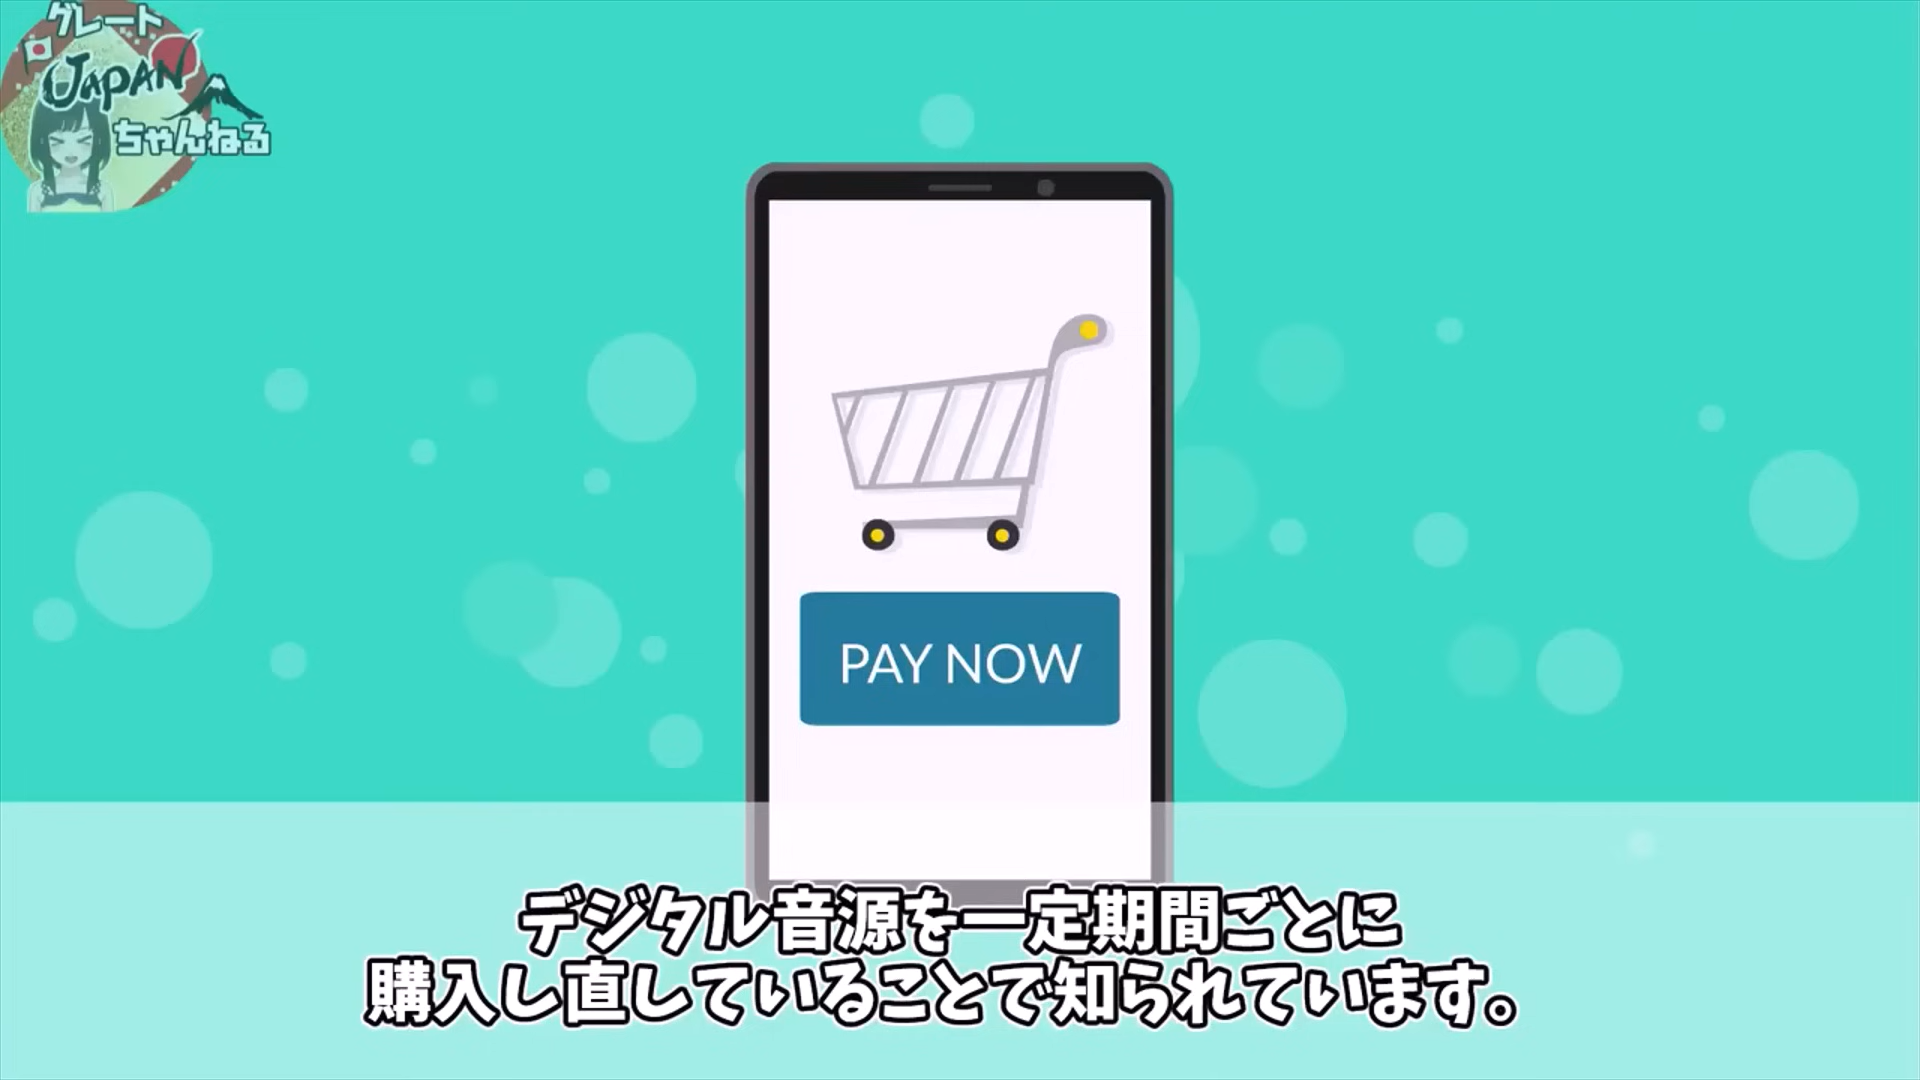 グレート
JAPAN
ちゃんねる
PAY NOW
デジタル音源を一定期間ごとに
購入し直していることで知られています。